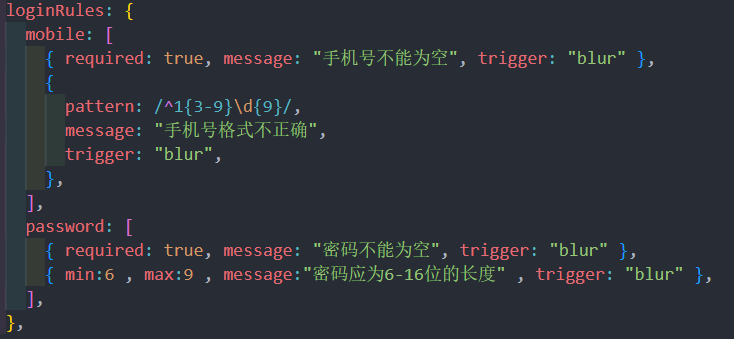 loginRules: {
mobile: [
{ required: true, message: "手机号不能为空", trigger: "blur" },
{
pattern: /^1{3-9}\d{9}/,
message: "手机号格式不正确",
trigger: "blur",
},
],
password: [
{ required: true, message: "密码不能为空", trigger: "blur" },
{ min:6 , max:9 , message:"密码应为6-16位的长度" , trigger: "blur" },
],
},